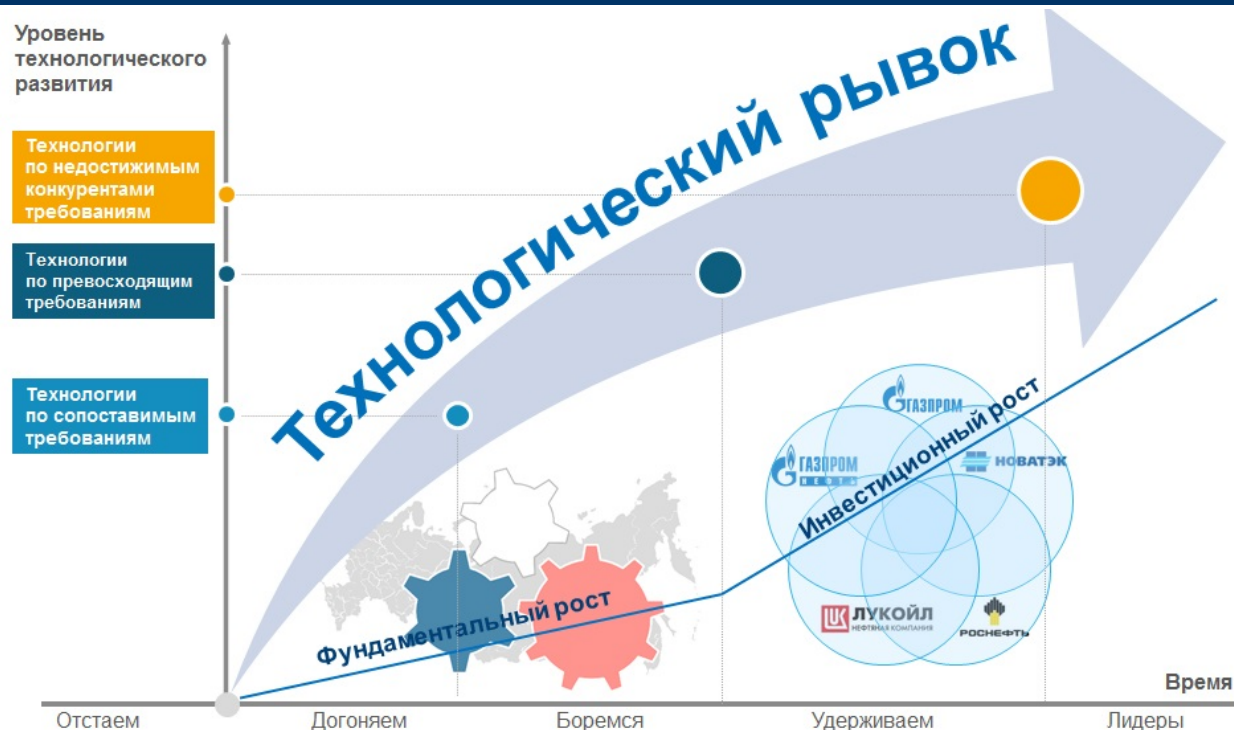 Уровень
технологического
развития
Технологический рывок
Технологии
по недостижимым
конкурентами
требованиям
Технологии
по превосходящим
требованиям
Технологии
по сопоставимым
требованиям
ГАЗПРОМ
ГАЗПРОМ
НЕФТЬ
НОВАТЭК
Инвестиционный рост
ЛУКОЙЛ
НЕФТЯНАЯ КОМПАНИЯ
РОСНЕФТЬ
Фундаментальный рост
Время
Отстаем
Догоняем
Боремся
Удерживаем
Лидеры